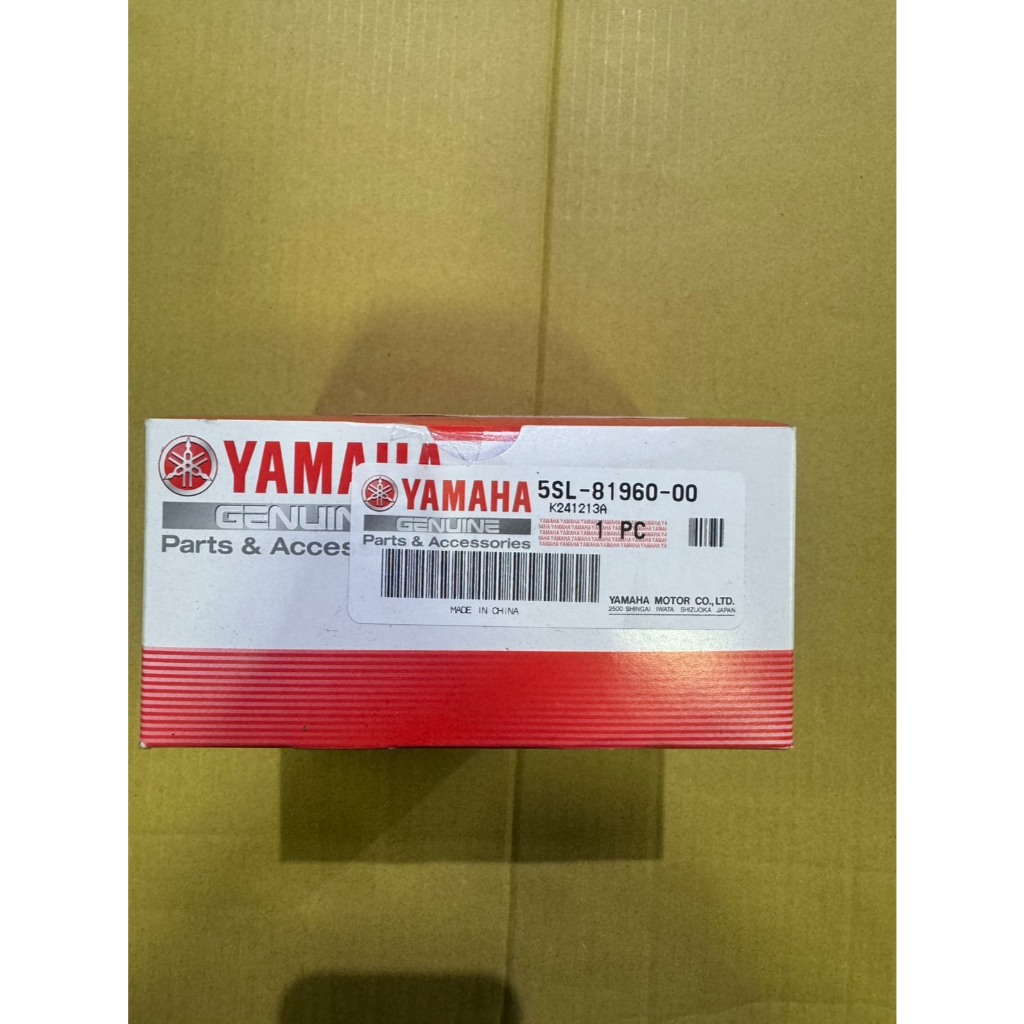 YAMAHA
GENUIN
Parts & Access
YAMAHA
GENUINE
Parts & Accessories
5SL-81960-00
K241213A
1 PC
MADE IN CHINA
YAMAHA MOTOR CO.,LTD.
2500 SHINGAI IWATA SHIZUOKA JAPAN